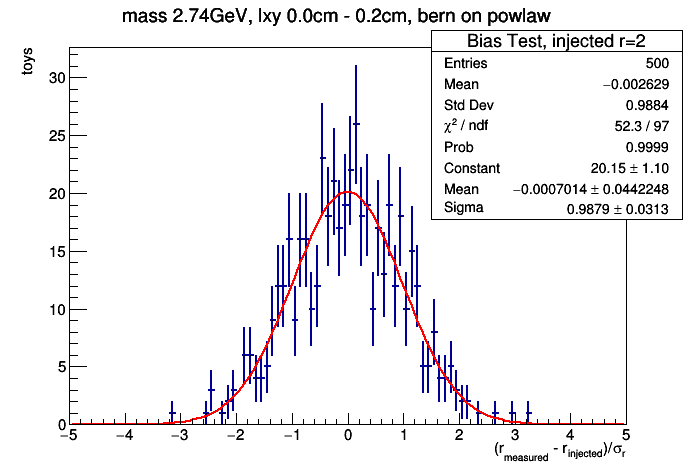 mass 2.74GeV, lxy 0.0cm - 0.2cm, bern on powlaw
Bias Test, injected r=2
Entries 500
Mean −0.002629
Std Dev 0.9884
χ² / ndf 52.3 / 97
Prob 0.9999
Constant 20.15 ± 1.10
Mean −0.0007014 ± 0.0442248
Sigma 0.9879 ± 0.0313
toys
30
25
20
15
10
5
0
−5 −4 −3 −2 −1 0 1 2 3 4 5
(r_measured - r_injected)/σ_r